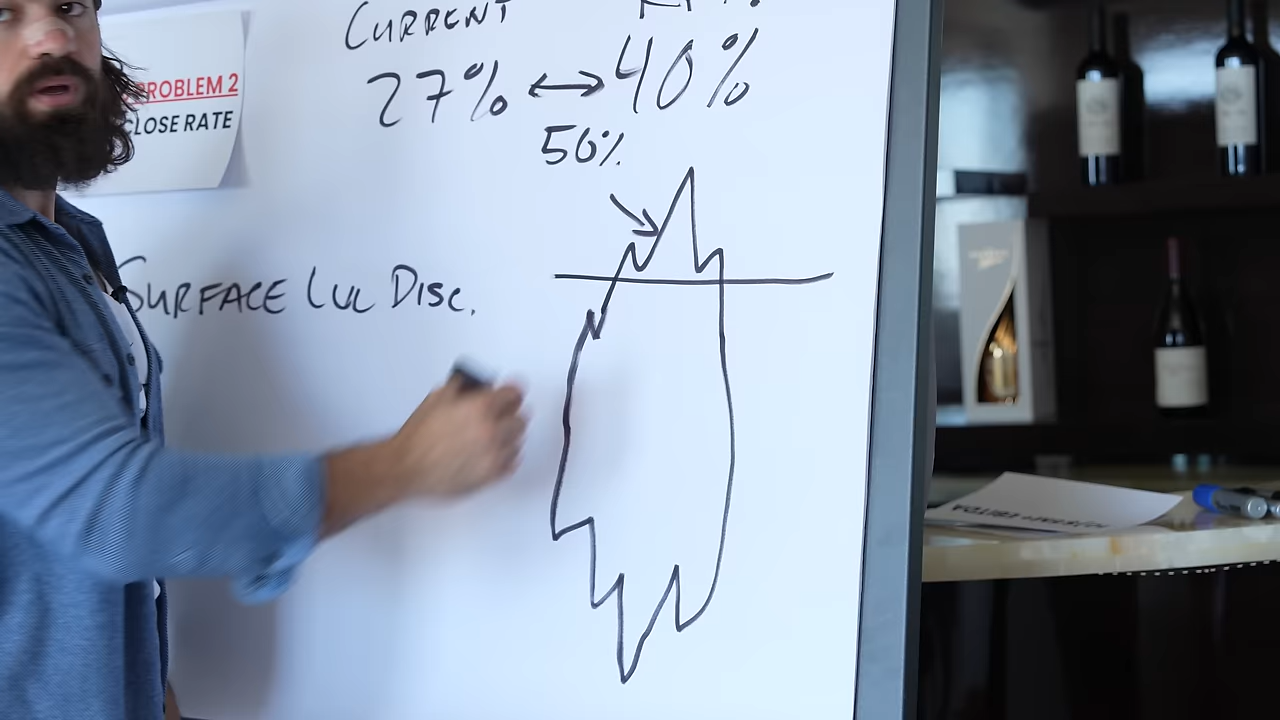 CURRENT
27% ↔ 40%
50%
PROBLEM 2
CLOSE RATE
SURFACE LVL DISC.